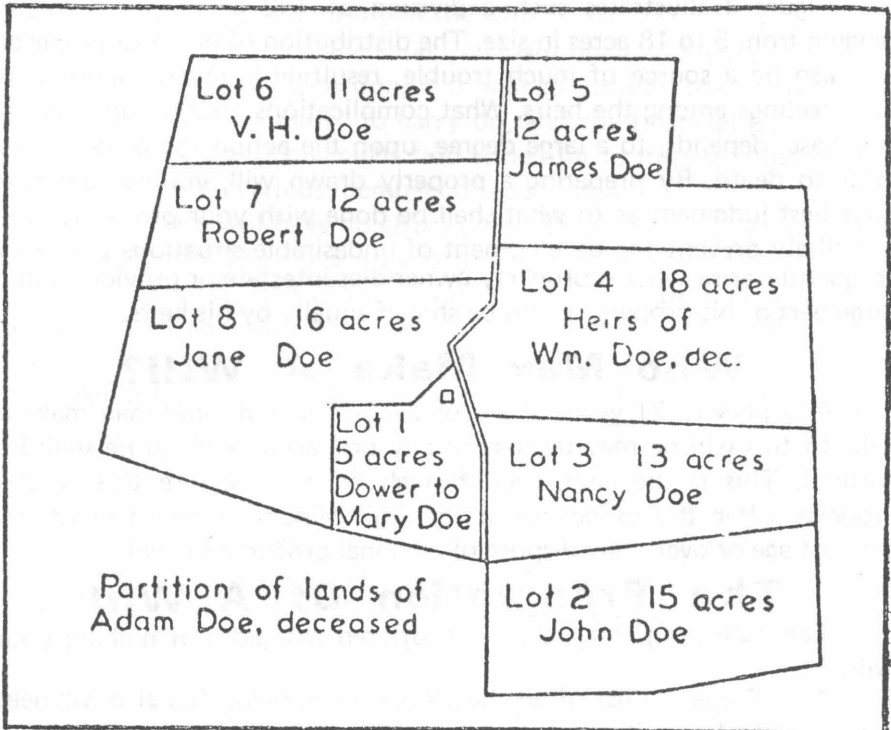 Lot 6 11 acres
V. H. Doe
Lot 5
12 acres
James Doe
Lot 7 12 acres
Robert Doe
Lot 4 18 acres
Heirs of
Wm. Doe, dec.
Lot 8 16 acres
Jane Doe
Lot 1
5 acres
Dower to
Mary Doe
Lot 3 13 acres
Nancy Doe
Partition of lands of
Adam Doe, deceased
Lot 2 15 acres
John Doe